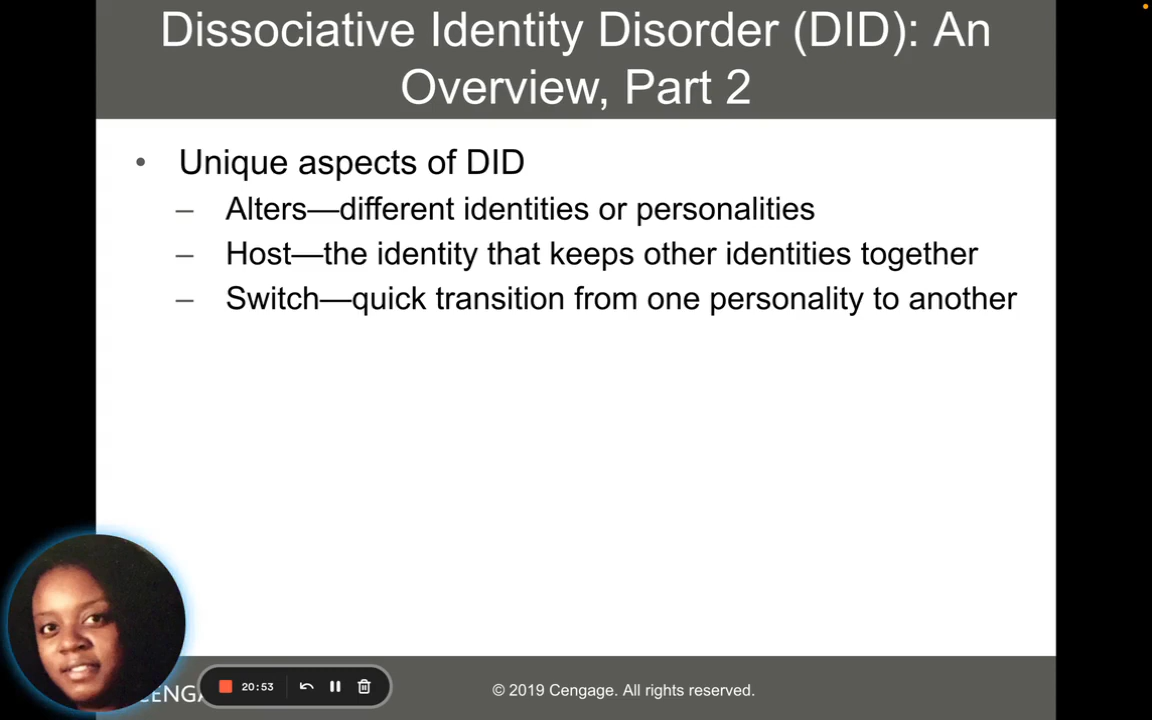 Dissociative Identity Disorder (DID): An
Overview, Part 2
• Unique aspects of DID
– Alters—different identities or personalities
– Host—the identity that keeps other identities together
– Switch—quick transition from one personality to another
20:53
© 2019 Cengage. All rights reserved.